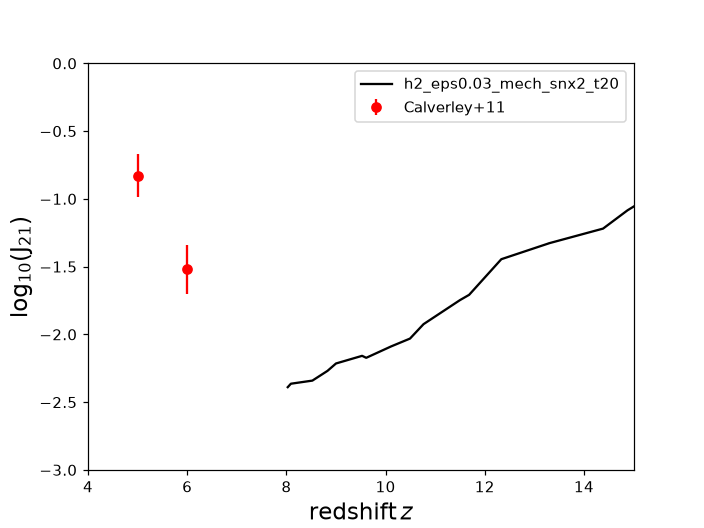 0.0
−0.5
−1.0
−1.5
−2.0
−2.5
−3.0
log₁₀(J₂₁)
h2_eps0.03_mech_snx2_t20
Calverley+11
4 6 8 10 12 14
redshift z